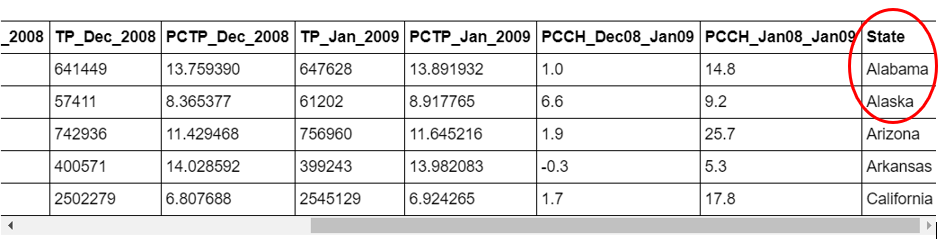 _2008 TP_Dec_2008 PCTP_Dec_2008 TP_Jan_2009 PCTP_Jan_2009 PCCH_Dec08_Jan09 PCCH_Jan08_Jan09 State
641449 13.759390 647628 13.891932 1.0 14.8 Alabama
57411 8.365377 61202 8.917765 6.6 9.2 Alaska
742936 11.429468 756960 11.645216 1.9 25.7 Arizona
400571 14.028592 399243 13.982083 -0.3 5.3 Arkansas
2502279 6.807688 2545129 6.924265 1.7 17.8 California